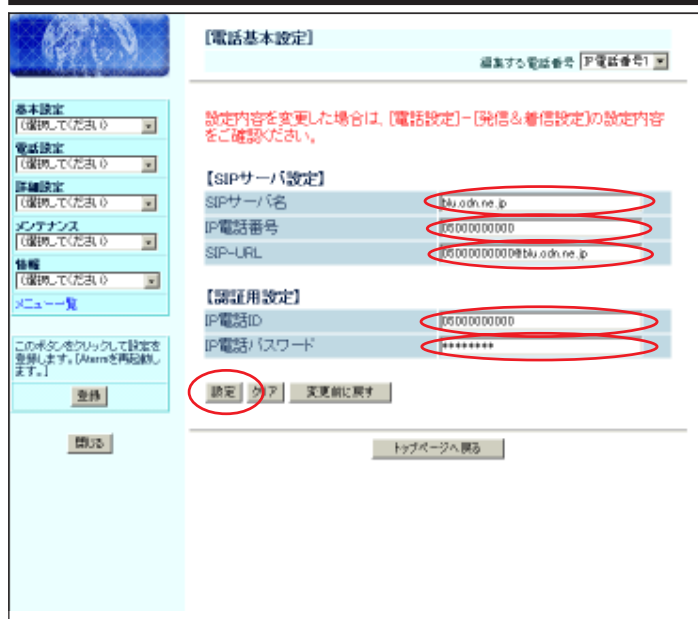 [電話基本設定]
編集する電話番号 IP電話番号1
基本設定
(選択してください)
電話設定
(選択してください)
詳細設定
(選択してください)
メンテナンス
(選択してください)
情報
(選択してください)
メニュー一覧
このボタンをクリックして設定を
登録します。[Atermを再起動し
ます。]
登録
閉じる
設定内容を変更した場合は、[電話設定]-[発信&着信設定]の設定内容
をご確認ください。
【SIPサーバ設定】
SIPサーバ名 blu.odn.ne.jp
IP電話番号 05000000000
SIP-URL 05000000000@blu.odn.ne.jp
【認証用設定】
IP電話ID 05000000000
IP電話パスワード ********
設定 クリア 変更前に戻す
トップページへ戻る